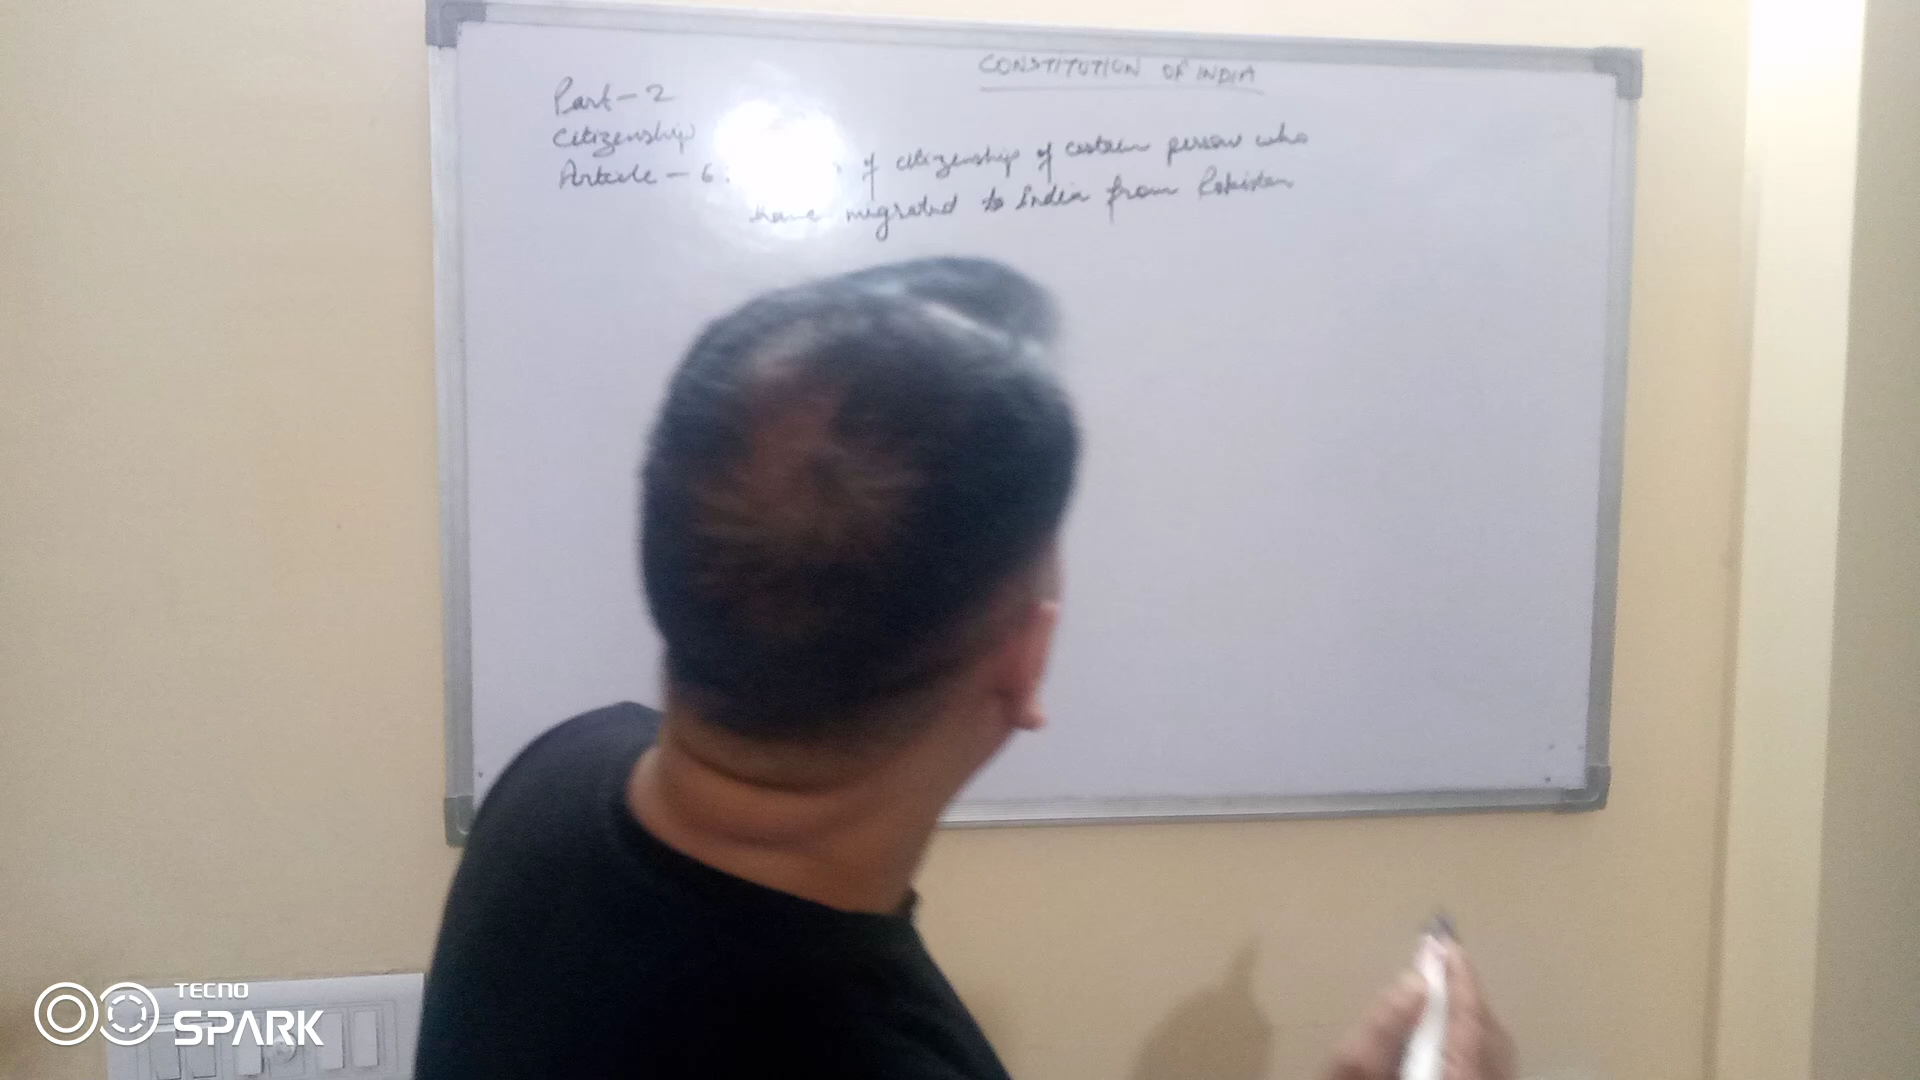 CONSTITUTION OF INDIA
Part - 2
Citizenship
Article - 6: of citizenship of certain person who
have migrated to India from Pakistan
TECNO
SPARK